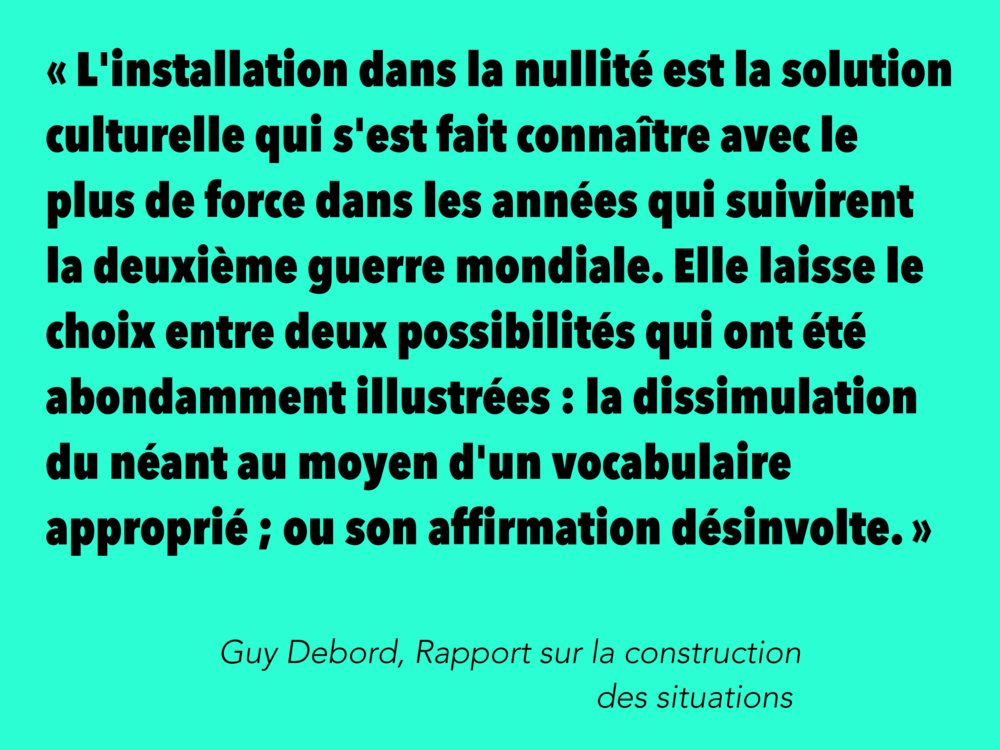 « L'installation dans la nullité est la solution
culturelle qui s'est fait connaître avec le
plus de force dans les années qui suivirent
la deuxième guerre mondiale. Elle laisse le
choix entre deux possibilités qui ont été
abondamment illustrées : la dissimulation
du néant au moyen d'un vocabulaire
approprié ; ou son affirmation désinvolte. »
Guy Debord, Rapport sur la construction
des situations